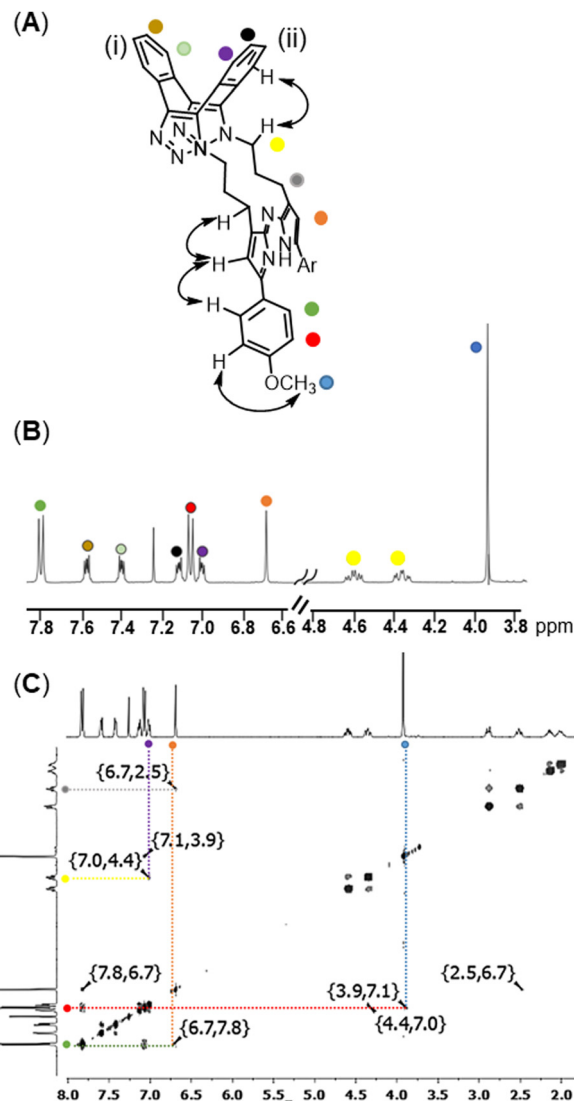 (A)
(i)
(ii)
H
H
N
N
N
N
N
N
H
N
H
N
NH
Ar
H
H
OCH3
(B)
7.8 7.6 7.4 7.2 7.0 6.8 6.6 4.8 4.6 4.4 4.2 4.0 3.8 ppm
(C)
{6.7,2.5}
{7.1,3.9}
{7.0,4.4}
{7.8,6.7}
{3.9,7.1}
{2.5,6.7}
{4.4,7.0}
{6.7,7.8}
8.0 7.5 7.0 6.5 6.0 5.5 5.0 4.5 4.0 3.5 3.0 2.5 2.0